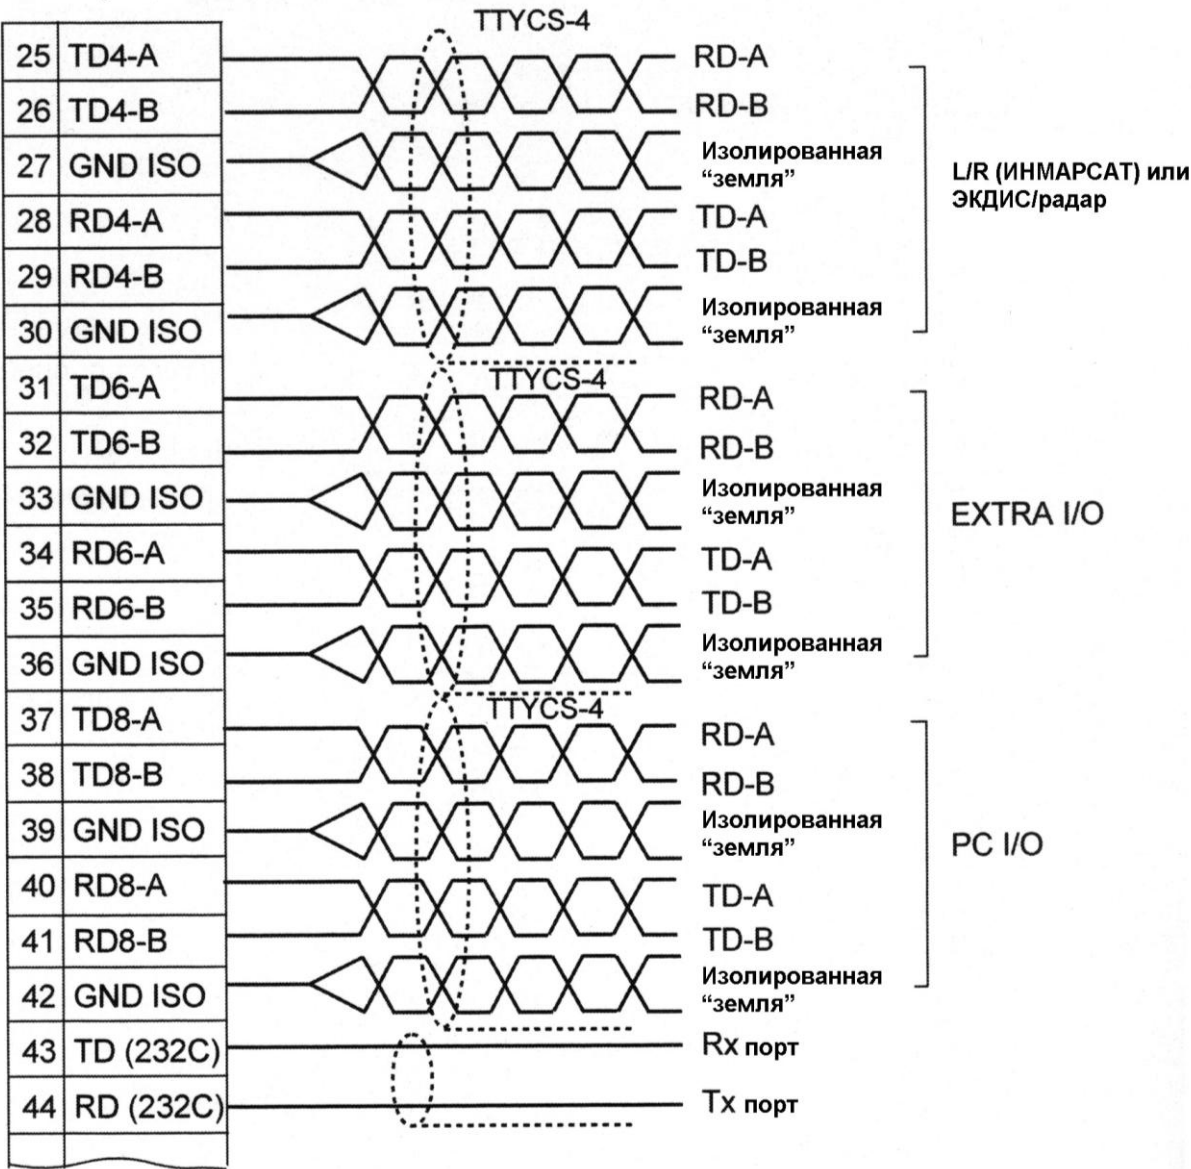 TTYCS-4
25 TD4-A RD-A
26 TD4-B RD-B
27 GND ISO Изолированная
“земля”
L/R (ИНМАРСАТ) или
ЭКДИС/радар
28 RD4-A TD-A
29 RD4-B TD-B
30 GND ISO Изолированная
“земля”
TTYCS-4
31 TD6-A RD-A
32 TD6-B RD-B
33 GND ISO Изолированная
“земля”
EXTRA I/O
34 RD6-A TD-A
35 RD6-B TD-B
36 GND ISO Изолированная
“земля”
TTYCS-4
37 TD8-A RD-A
38 TD8-B RD-B
39 GND ISO Изолированная
“земля”
PC I/O
40 RD8-A TD-A
41 RD8-B TD-B
42 GND ISO Изолированная
“земля”
43 TD (232C) Rx порт
44 RD (232C) Tx порт